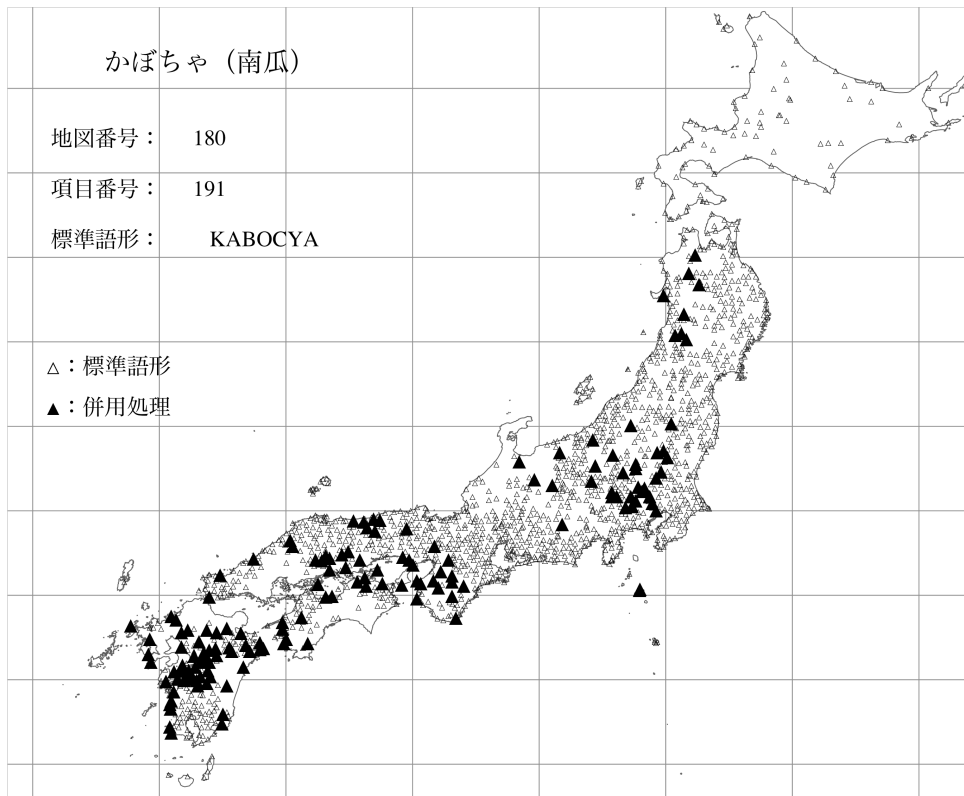 かぼちゃ（南瓜）
地図番号： 180
項目番号： 191
標準語形： KABOCYA
△：標準語形
▲：併用処理